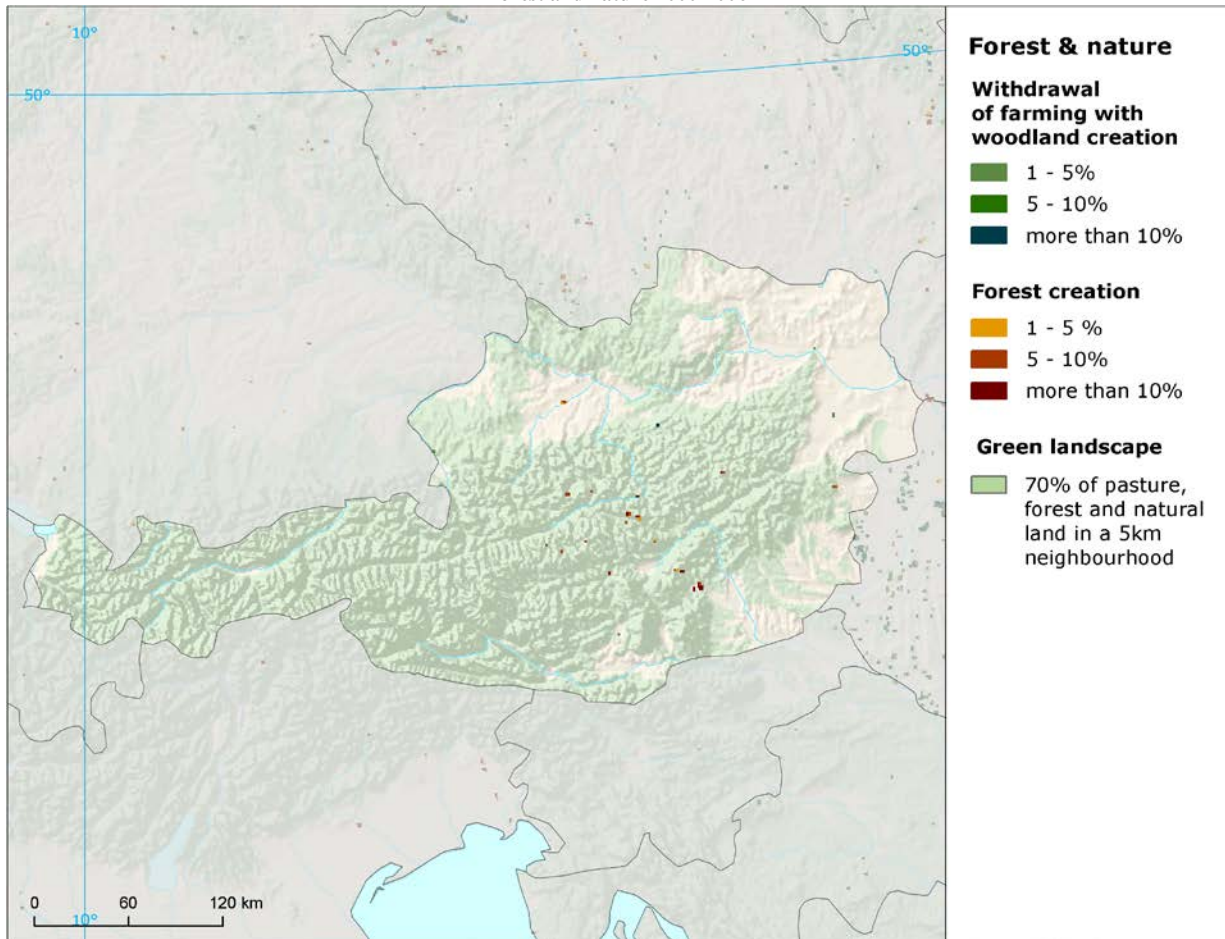 10°
50°
50°
0 60 120 km
10°
Forest & nature
Withdrawal
of farming with
woodland creation
1 - 5%
5 - 10%
more than 10%
Forest creation
1 - 5 %
5 - 10%
more than 10%
Green landscape
70% of pasture,
forest and natural
land in a 5km
neighbourhood